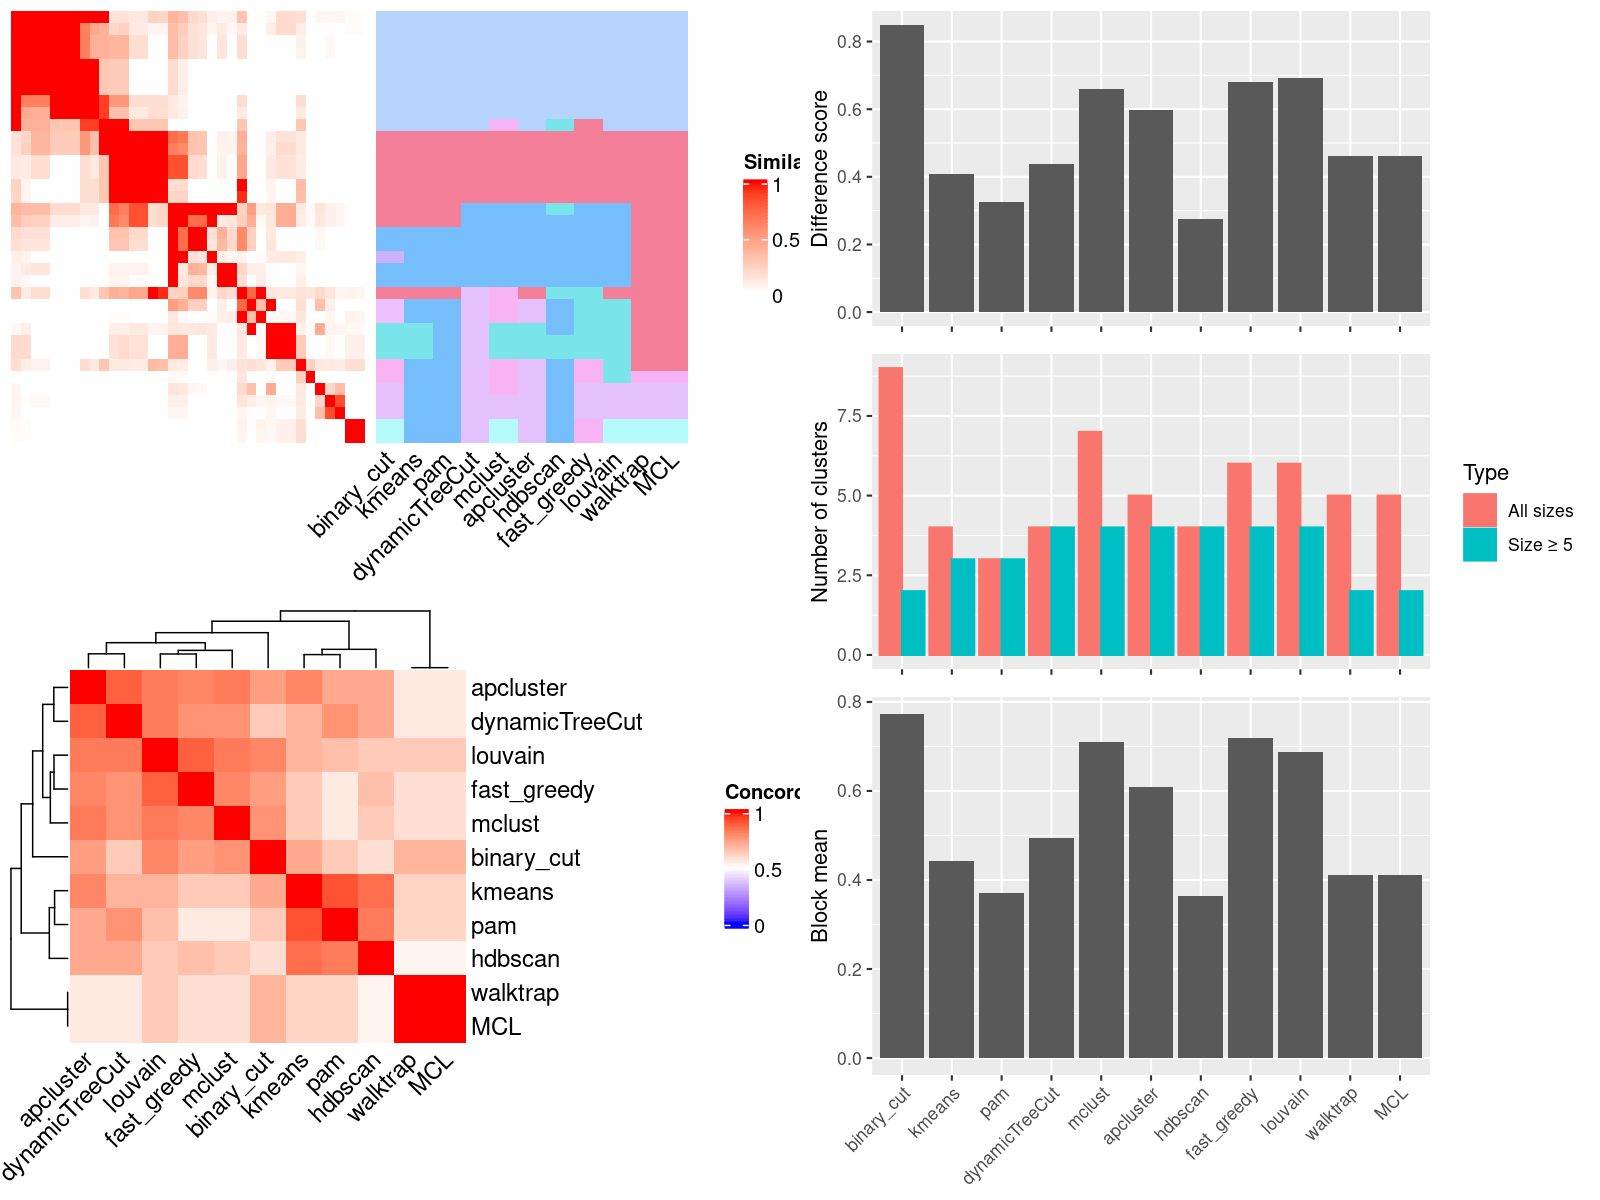 Simila
1
0.5
0
binary_cut
kmeans
pam
dynamicTreeCut
mclust
apcluster
hdbscan
fast_greedy
louvain
walktrap
MCL
apcluster
dynamicTreeCut
louvain
fast_greedy
mclust
binary_cut
kmeans
pam
hdbscan
walktrap
MCL
apcluster
dynamicTreeCut
louvain
fast_greedy
mclust
binary_cut
kmeans
pam
hdbscan
walktrap
MCL
Concord
1
0.5
0
Difference score
0.8
0.6
0.4
0.2
0.0
Number of clusters
7.5
5.0
2.5
0.0
Type
All sizes
Size ≥ 5
Block mean
0.8
0.6
0.4
0.2
0.0
binary_cut
kmeans
pam
dynamicTreeCut
mclust
apcluster
hdbscan
fast_greedy
louvain
walktrap
MCL